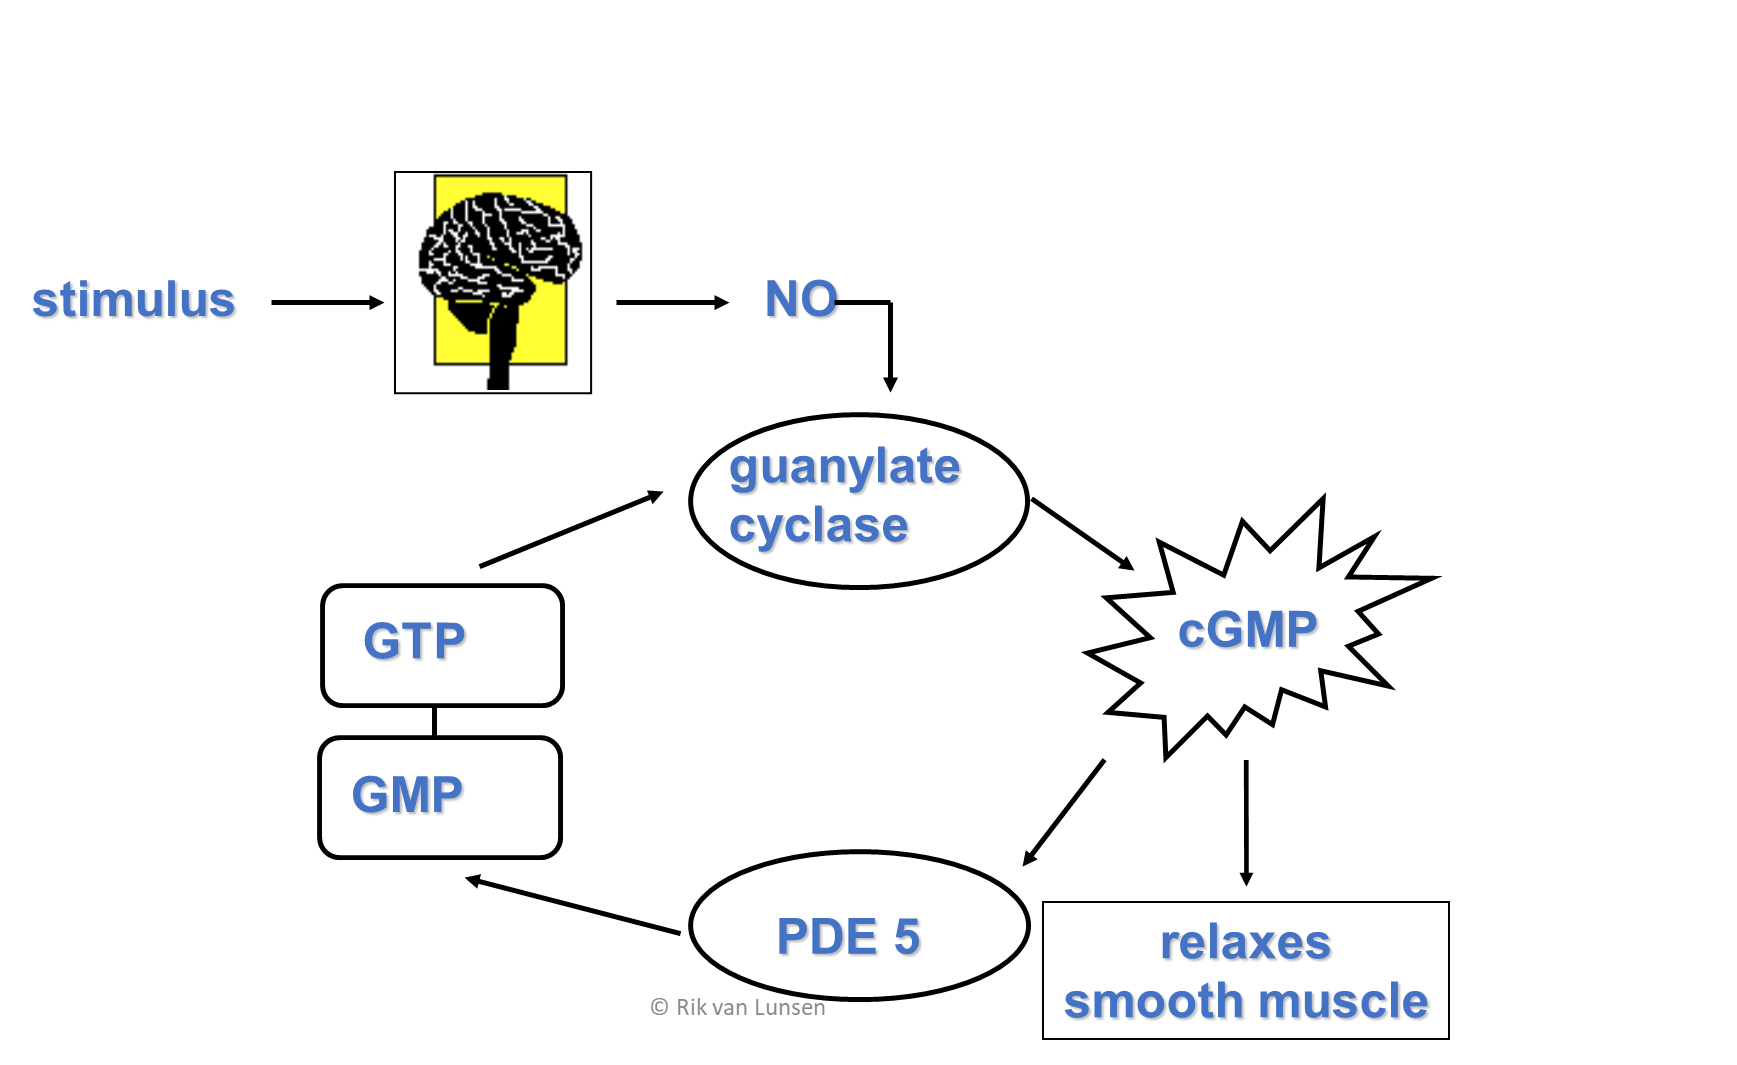 stimulus
NO
guanylate
cyclase
GTP
cGMP
GMP
PDE 5
relaxes
smooth muscle
© Rik van Lunsen